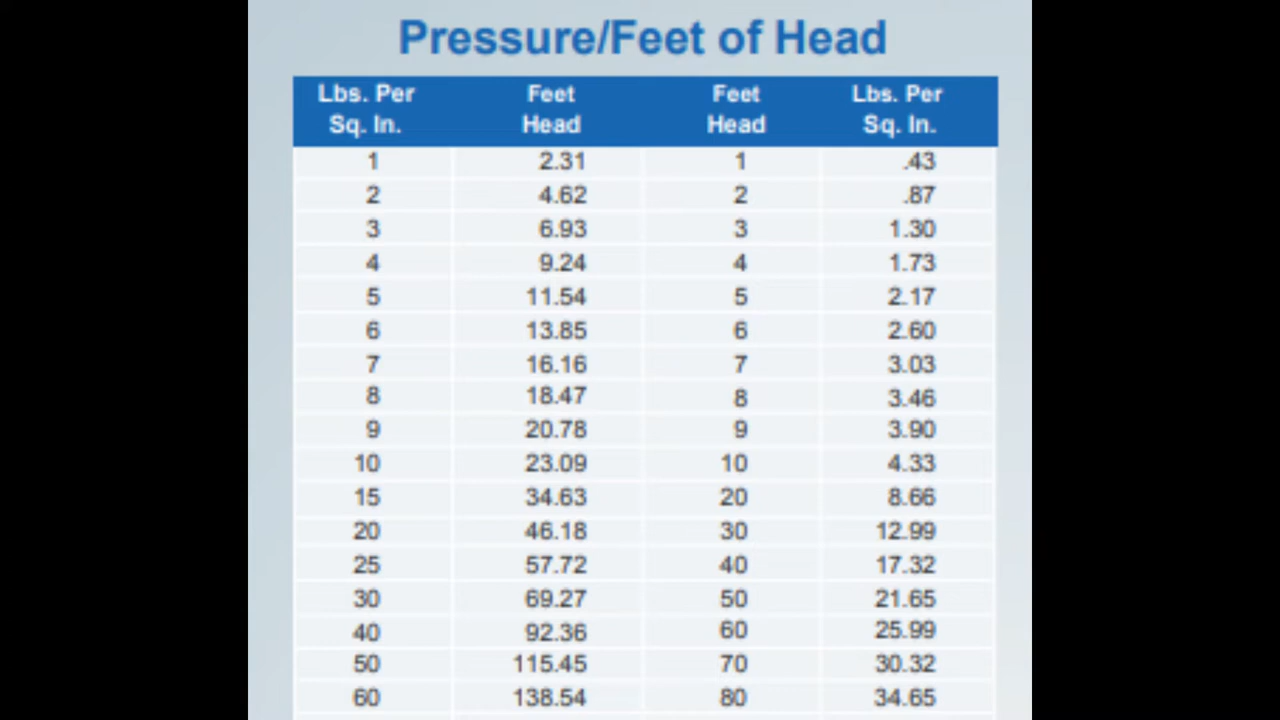 Pressure/Feet of Head
Lbs. Per Feet Feet Lbs. Per
Sq. In. Head Head Sq. In.
1 2.31 1 .43
2 4.62 2 .87
3 6.93 3 1.30
4 9.24 4 1.73
5 11.54 5 2.17
6 13.85 6 2.60
7 16.16 7 3.03
8 18.47 8 3.46
9 20.78 9 3.90
10 23.09 10 4.33
15 34.63 20 8.66
20 46.18 30 12.99
25 57.72 40 17.32
30 69.27 50 21.65
40 92.36 60 25.99
50 115.45 70 30.32
60 138.54 80 34.65